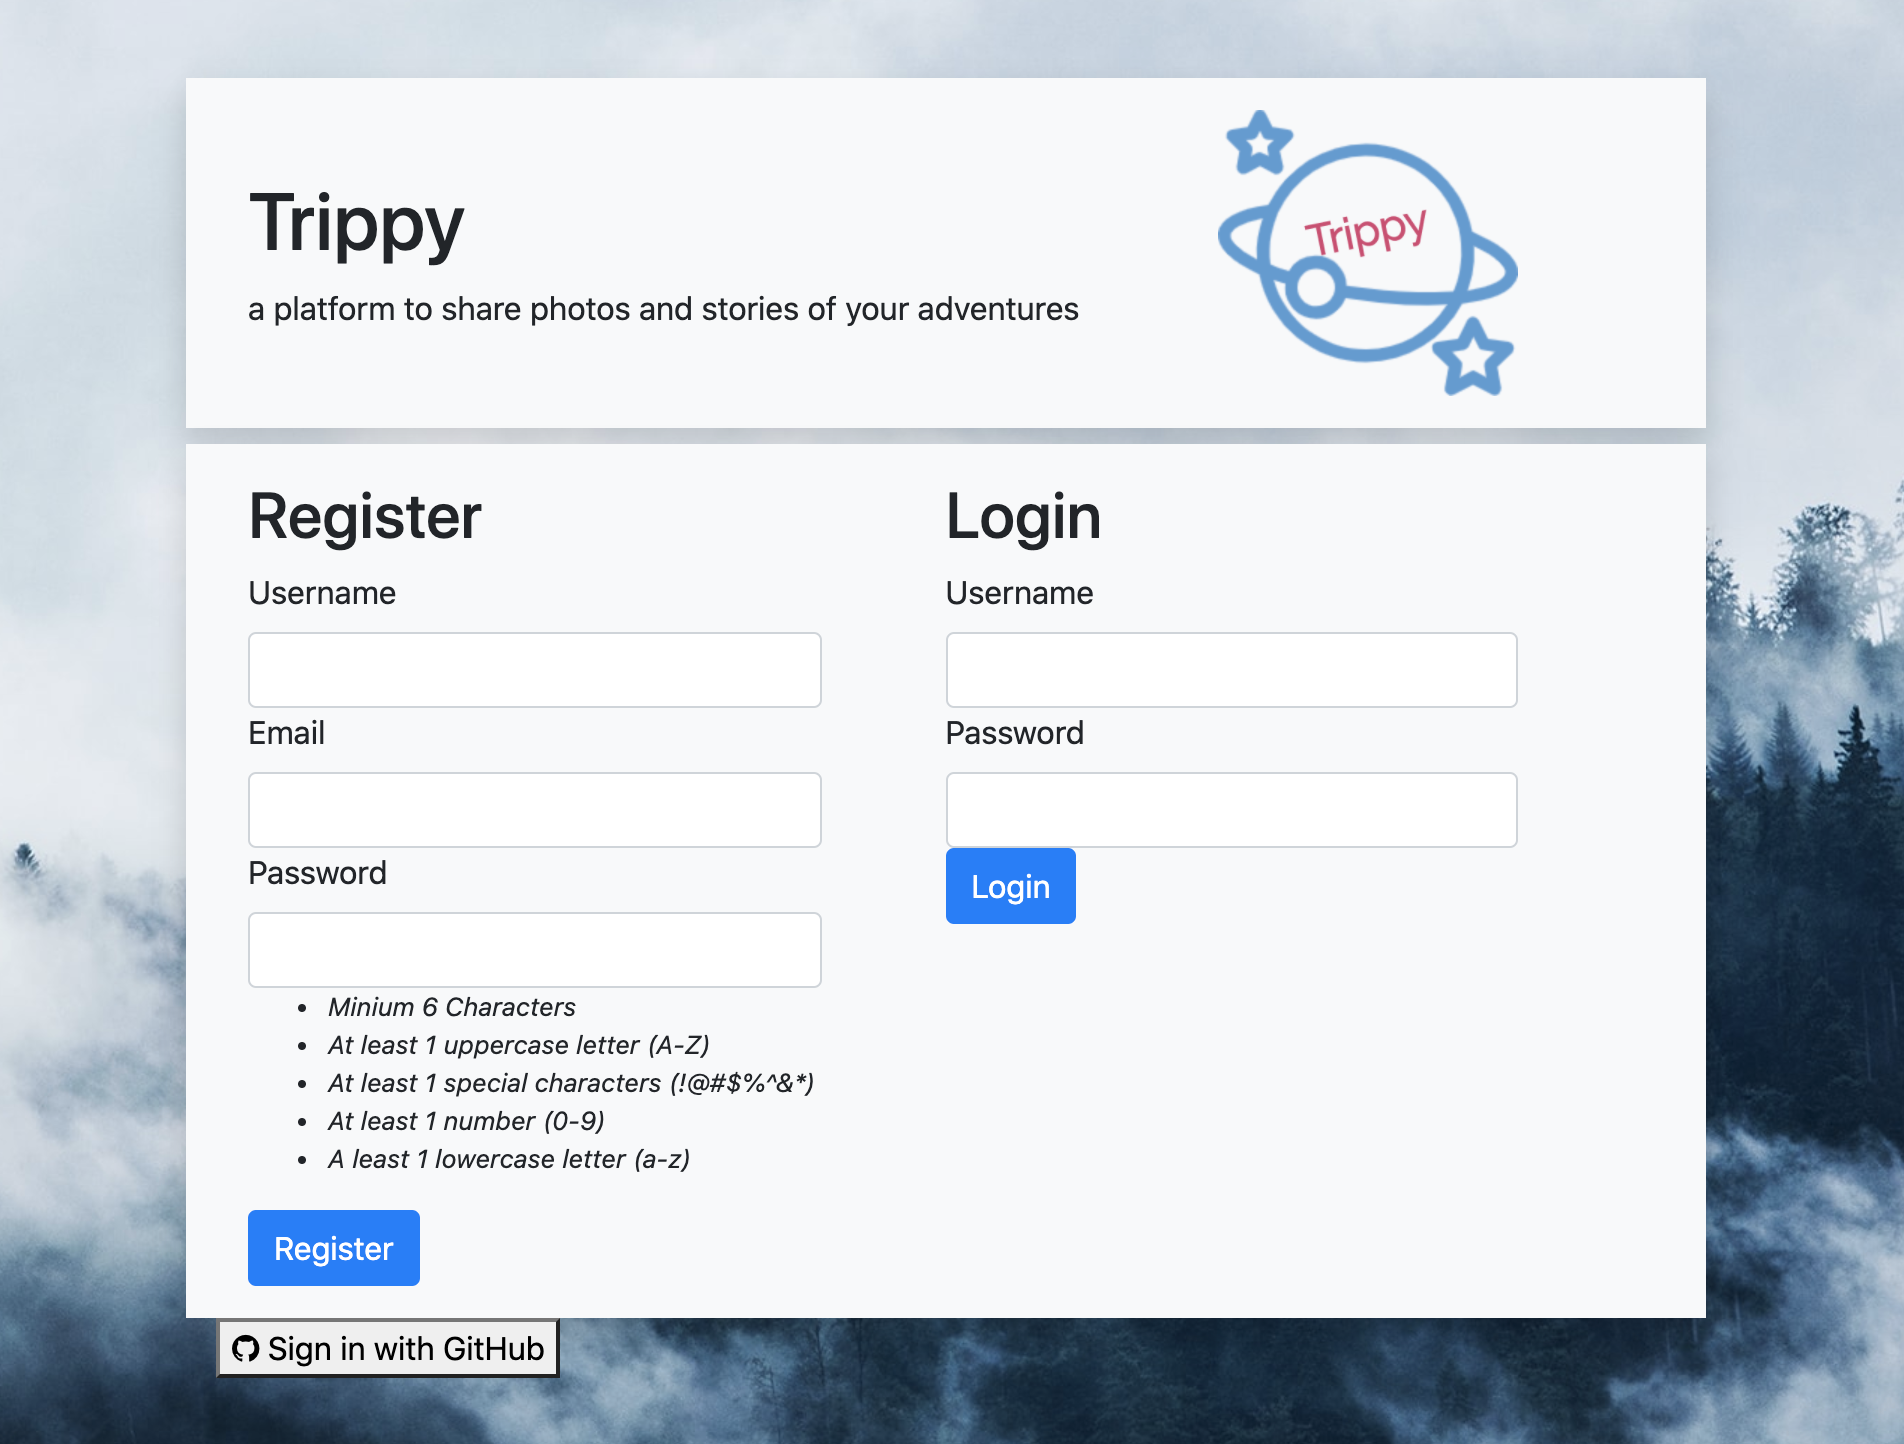 Trippy
a platform to share photos and stories of your adventures
Trippy
Register
Username
Email
Password
Minium 6 Characters
At least 1 uppercase letter (A-Z)
At least 1 special characters (!@#$%^&*)
At least 1 number (0-9)
A least 1 lowercase letter (a-z)
Register
Login
Username
Password
Login
Sign in with GitHub